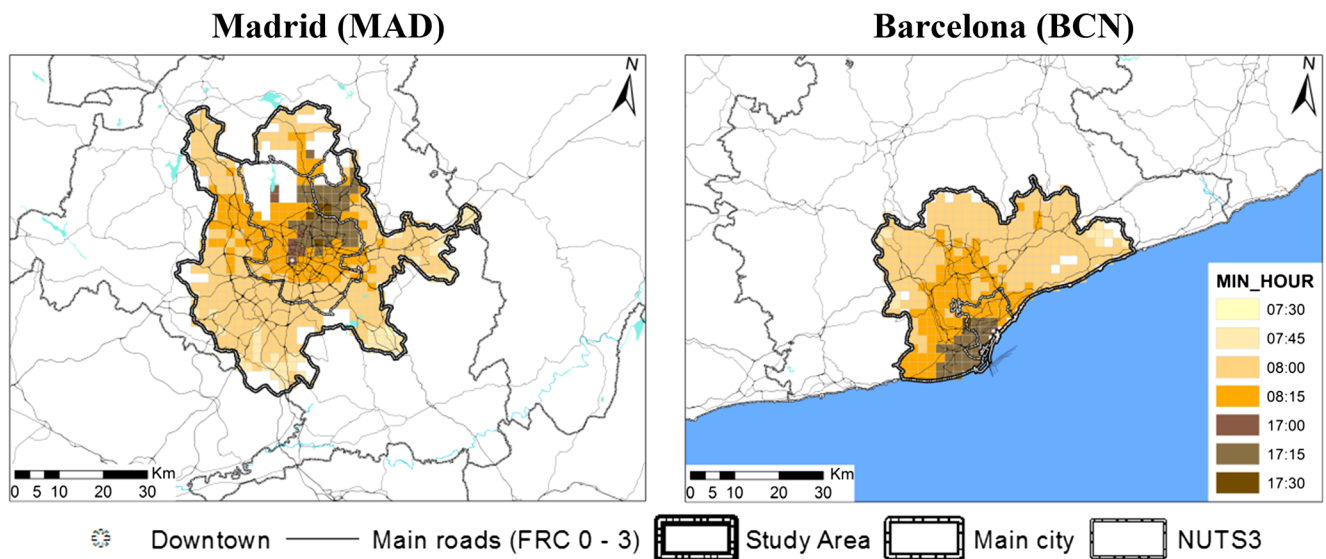 Madrid (MAD)
Barcelona (BCN)
N
N
MIN_HOUR
07:30
07:45
08:00
08:15
17:00
17:15
17:30
Km
0 5 10 20 30
Km
0 5 10 20 30
Downtown Main roads (FRC 0 - 3) Study Area Main city NUTS3